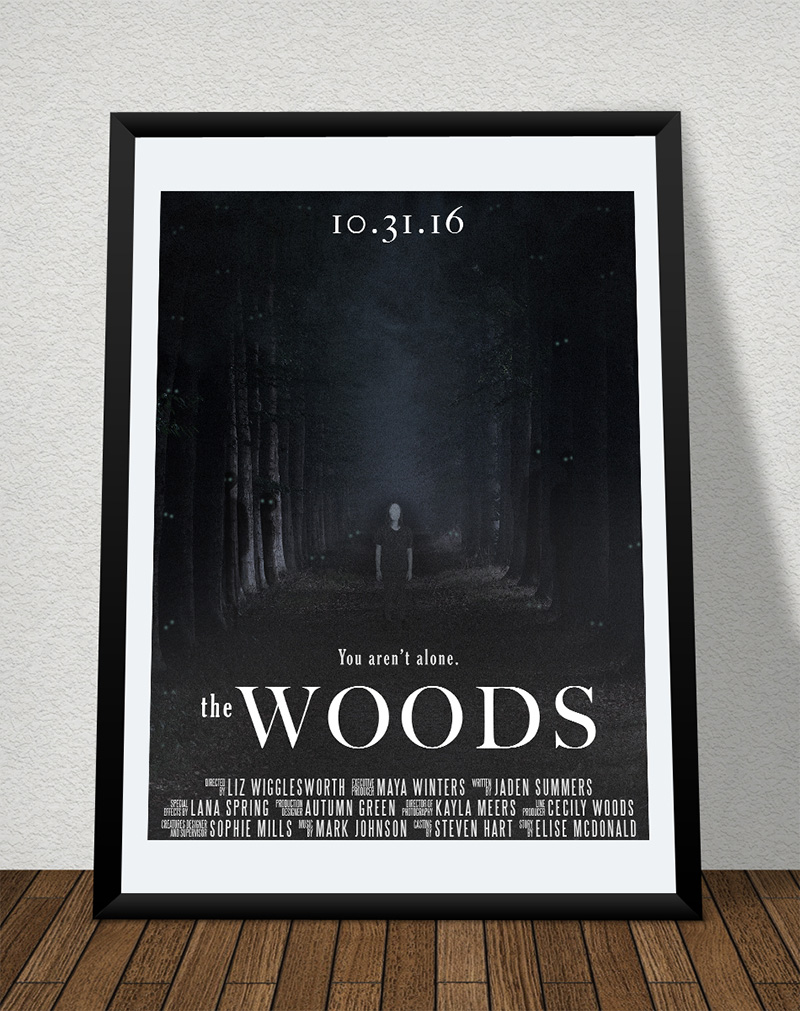 10.31.16
You aren't alone.
the WOODS
DIRECTED BY LIZ WIGGLESWORTH EXECUTIVE PRODUCER MAYA WINTERS WRITTEN BY JADEN SUMMERS
SPECIAL EFFECTS BY LANA SPRING PRODUCTION DESIGNER AUTUMN GREEN DIRECTOR OF PHOTOGRAPHY KAYLA MEERS LINE PRODUCER CECILY WOODS
CREATURES DESIGNER AND SUPERVISOR SOPHIE MILLS MUSIC BY MARK JOHNSON CASTING BY STEVEN HART STORY BY ELISE MCDONALD